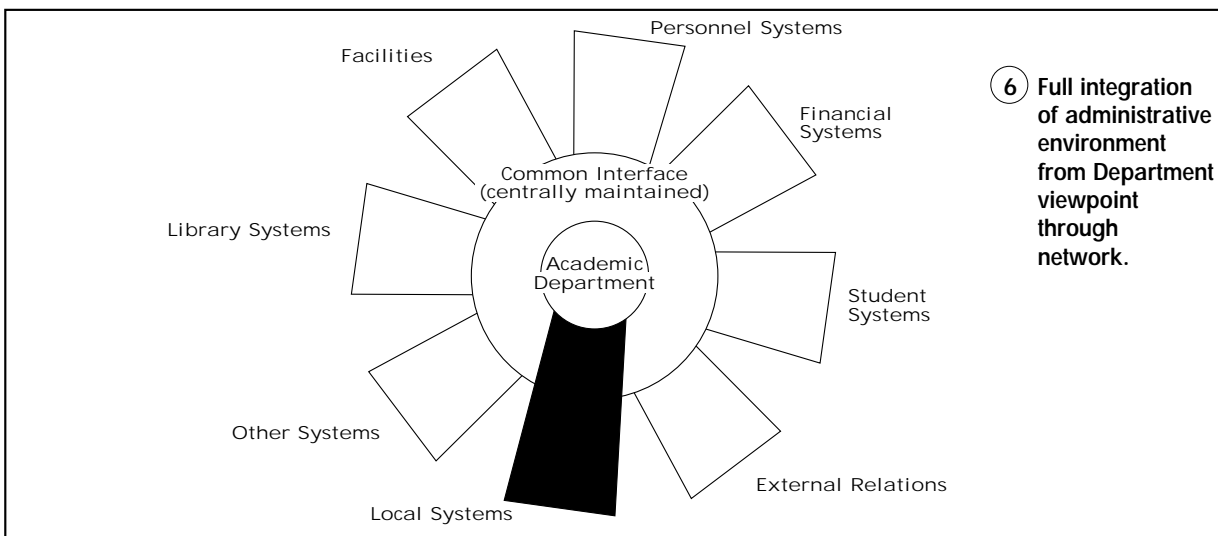 Personnel Systems
Facilities
Financial
Systems
Common Interface
(centrally maintained)
Library Systems
Academic
Department
Student
Systems
Other Systems
External Relations
Local Systems
6 Full integration
of administrative
environment
from Department
viewpoint
through
network.